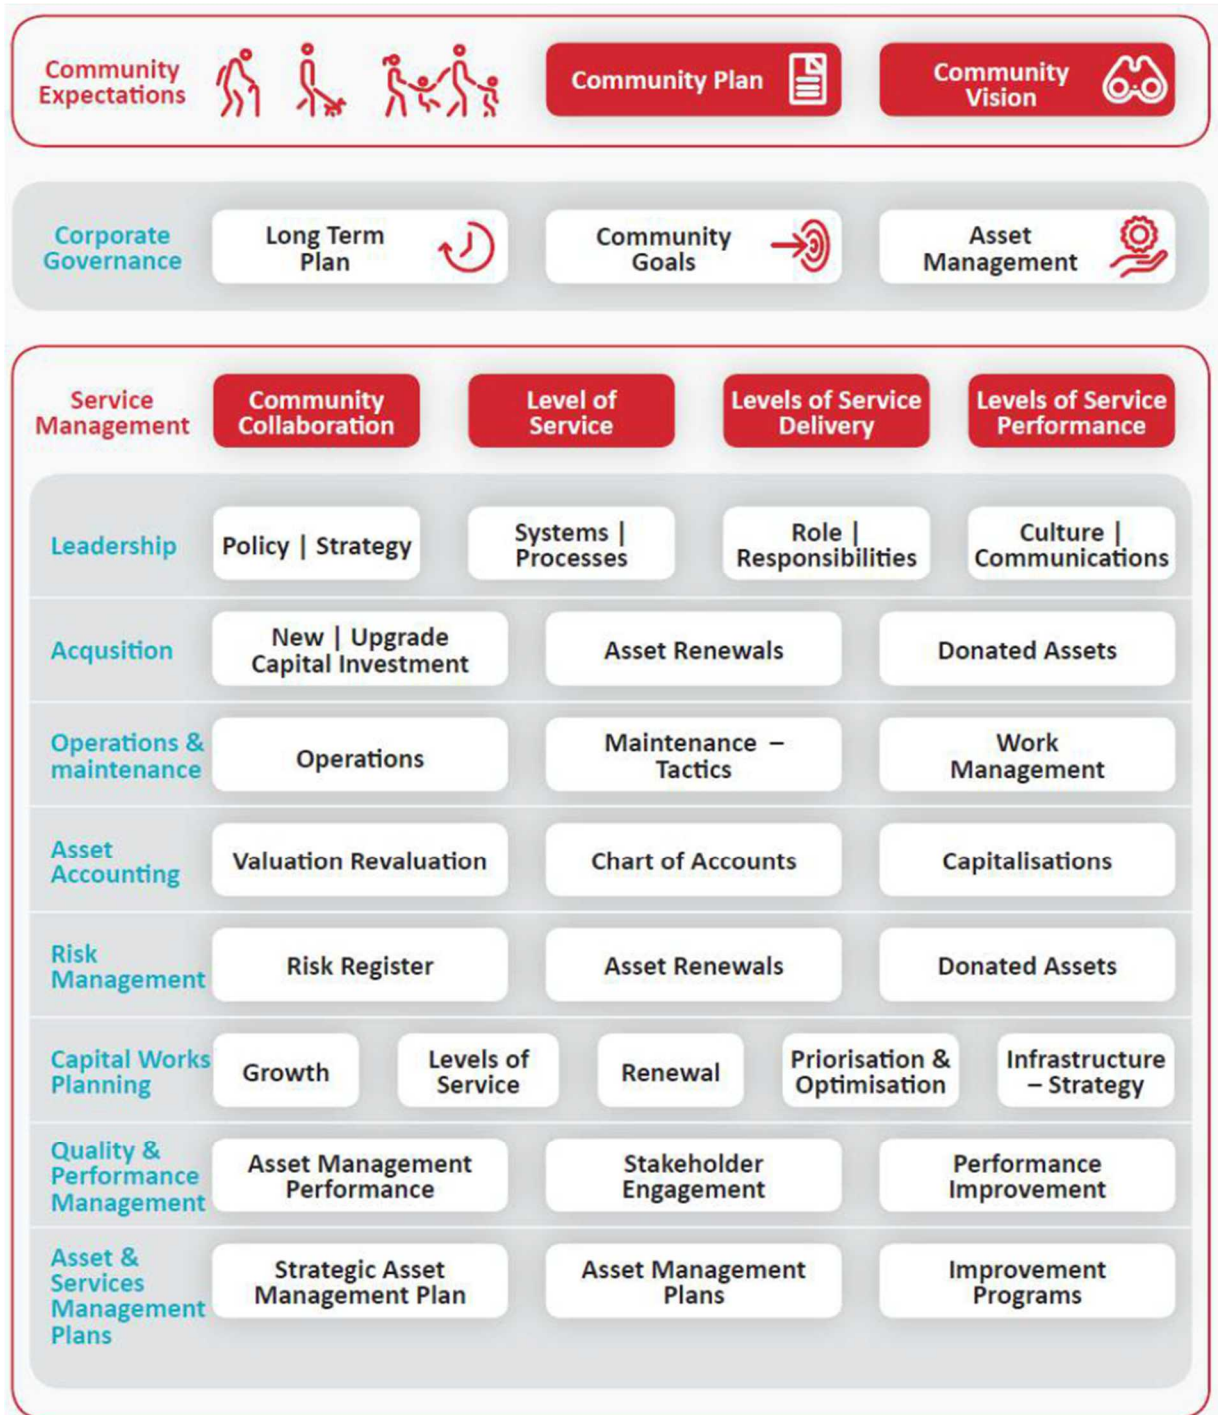 Community
Expectations
Community Plan
Community
Vision
Corporate
Governance
Long Term
Plan
Community
Goals
Asset
Management
Service
Management
Community
Collaboration
Level of
Service
Levels of Service
Delivery
Levels of Service
Performance
Leadership
Policy | Strategy
Systems |
Processes
Role |
Responsibilities
Culture |
Communications
Acqusition
New | Upgrade
Capital Investment
Asset Renewals
Donated Assets
Operations &
maintenance
Operations
Maintenance –
Tactics
Work
Management
Asset
Accounting
Valuation Revaluation
Chart of Accounts
Capitalisations
Risk
Management
Risk Register
Asset Renewals
Donated Assets
Capital Works
Planning
Growth
Levels of
Service
Renewal
Priorisation &
Optimisation
Infrastructure
– Strategy
Quality &
Performance
Management
Asset Management
Performance
Stakeholder
Engagement
Performance
Improvement
Asset &
Services
Management
Plans
Strategic Asset
Management Plan
Asset Management
Plans
Improvement
Programs